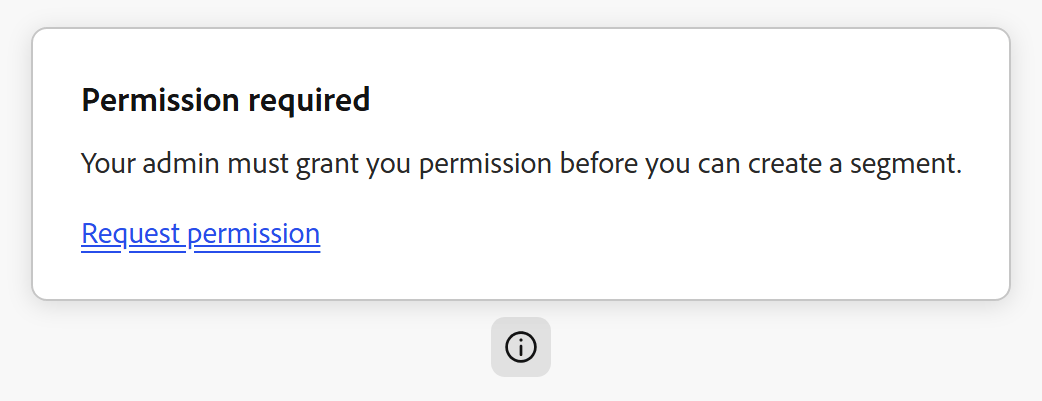 Permission required
Your admin must grant you permission before you can create a segment.
Request permission